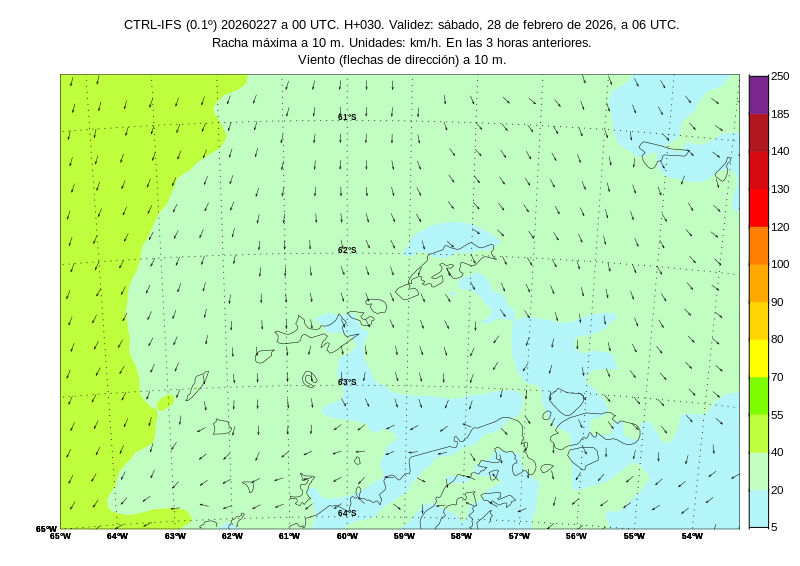 CTRL-IFS (0.1º) 20260227 a 00 UTC. H+030. Validez: sábado, 28 de febrero de 2026, a 06 UTC.
Racha máxima a 10 m. Unidades: km/h. En las 3 horas anteriores.
Viento (flechas de dirección) a 10 m.
250
185
140
130
120
100
90
80
70
55
40
20
5
61°S
62°S
63°S
64°S
65°W
65°W 64°W 63°W 62°W 61°W 60°W 59°W 58°W 57°W 56°W 55°W 54°W